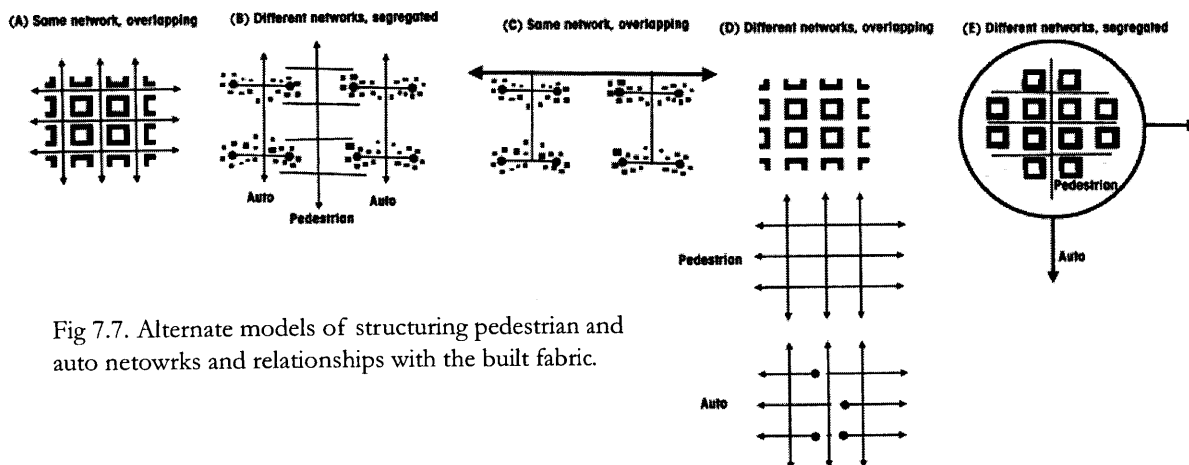 (A) Same network, overlapping
(B) Different networks, segregated
(C) Same network, overlapping
(D) Different networks, overlapping
(E) Different networks, segregated
Auto
Pedestrian
Auto
Pedestrian
Auto
Pedestrian
Auto
Fig 7.7. Alternate models of structuring pedestrian and
auto netowrks and relationships with the built fabric.